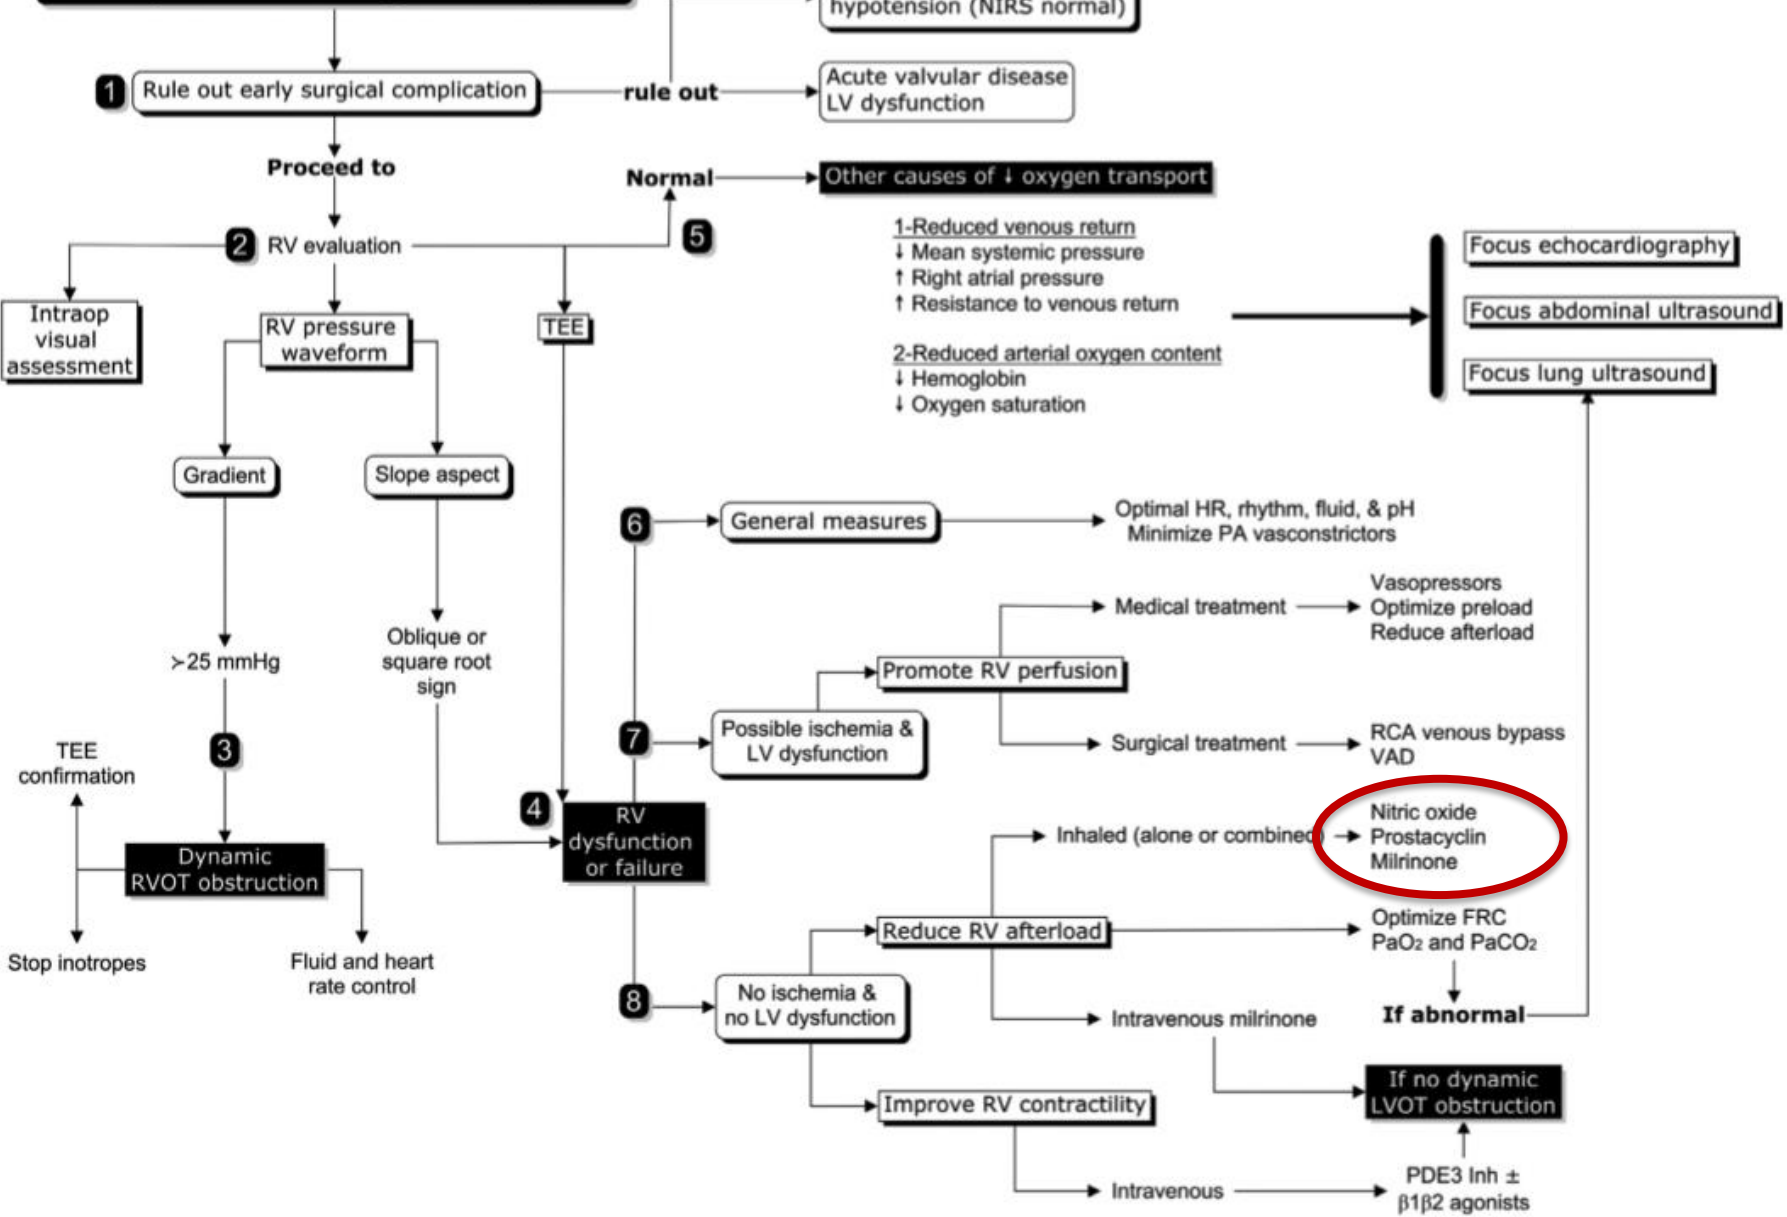 hypotension (NIRS normal)
1
Rule out early surgical complication
rule out
Acute valvular disease
LV dysfunction
Proceed to
Normal
Other causes of ↓ oxygen transport
2
RV evaluation
5
1-Reduced venous return
↓ Mean systemic pressure
↑ Right atrial pressure
↑ Resistance to venous return
2-Reduced arterial oxygen content
↓ Hemoglobin
↓ Oxygen saturation
Focus echocardiography
Focus abdominal ultrasound
Focus lung ultrasound
Intraop
visual
assessment
RV pressure
waveform
TEE
Gradient
Slope aspect
>25 mmHg
Oblique or
square root
sign
3
TEE
confirmation
Dynamic
RVOT obstruction
Stop inotropes
Fluid and heart
rate control
4
RV
dysfunction
or failure
6
General measures
Optimal HR, rhythm, fluid, & pH
Minimize PA vasconstrictors
7
Possible ischemia &
LV dysfunction
Promote RV perfusion
Medical treatment
Vasopressors
Optimize preload
Reduce afterload
Surgical treatment
RCA venous bypass
VAD
8
No ischemia &
no LV dysfunction
Reduce RV afterload
Inhaled (alone or combined)
Nitric oxide
Prostacyclin
Milrinone
Optimize FRC
PaO2 and PaCO2
If abnormal
Intravenous milrinone
If no dynamic
LVOT obstruction
Improve RV contractility
Intravenous
PDE3 Inh ±
β1β2 agonists